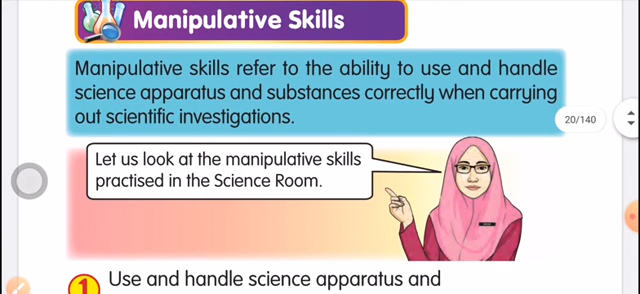 Manipulative Skills
Manipulative skills refer to the ability to use and handle
science apparatus and substances correctly when carrying
out scientific investigations.
20/140
Let us look at the manipulative skills
practised in the Science Room.
1 Use and handle science apparatus and